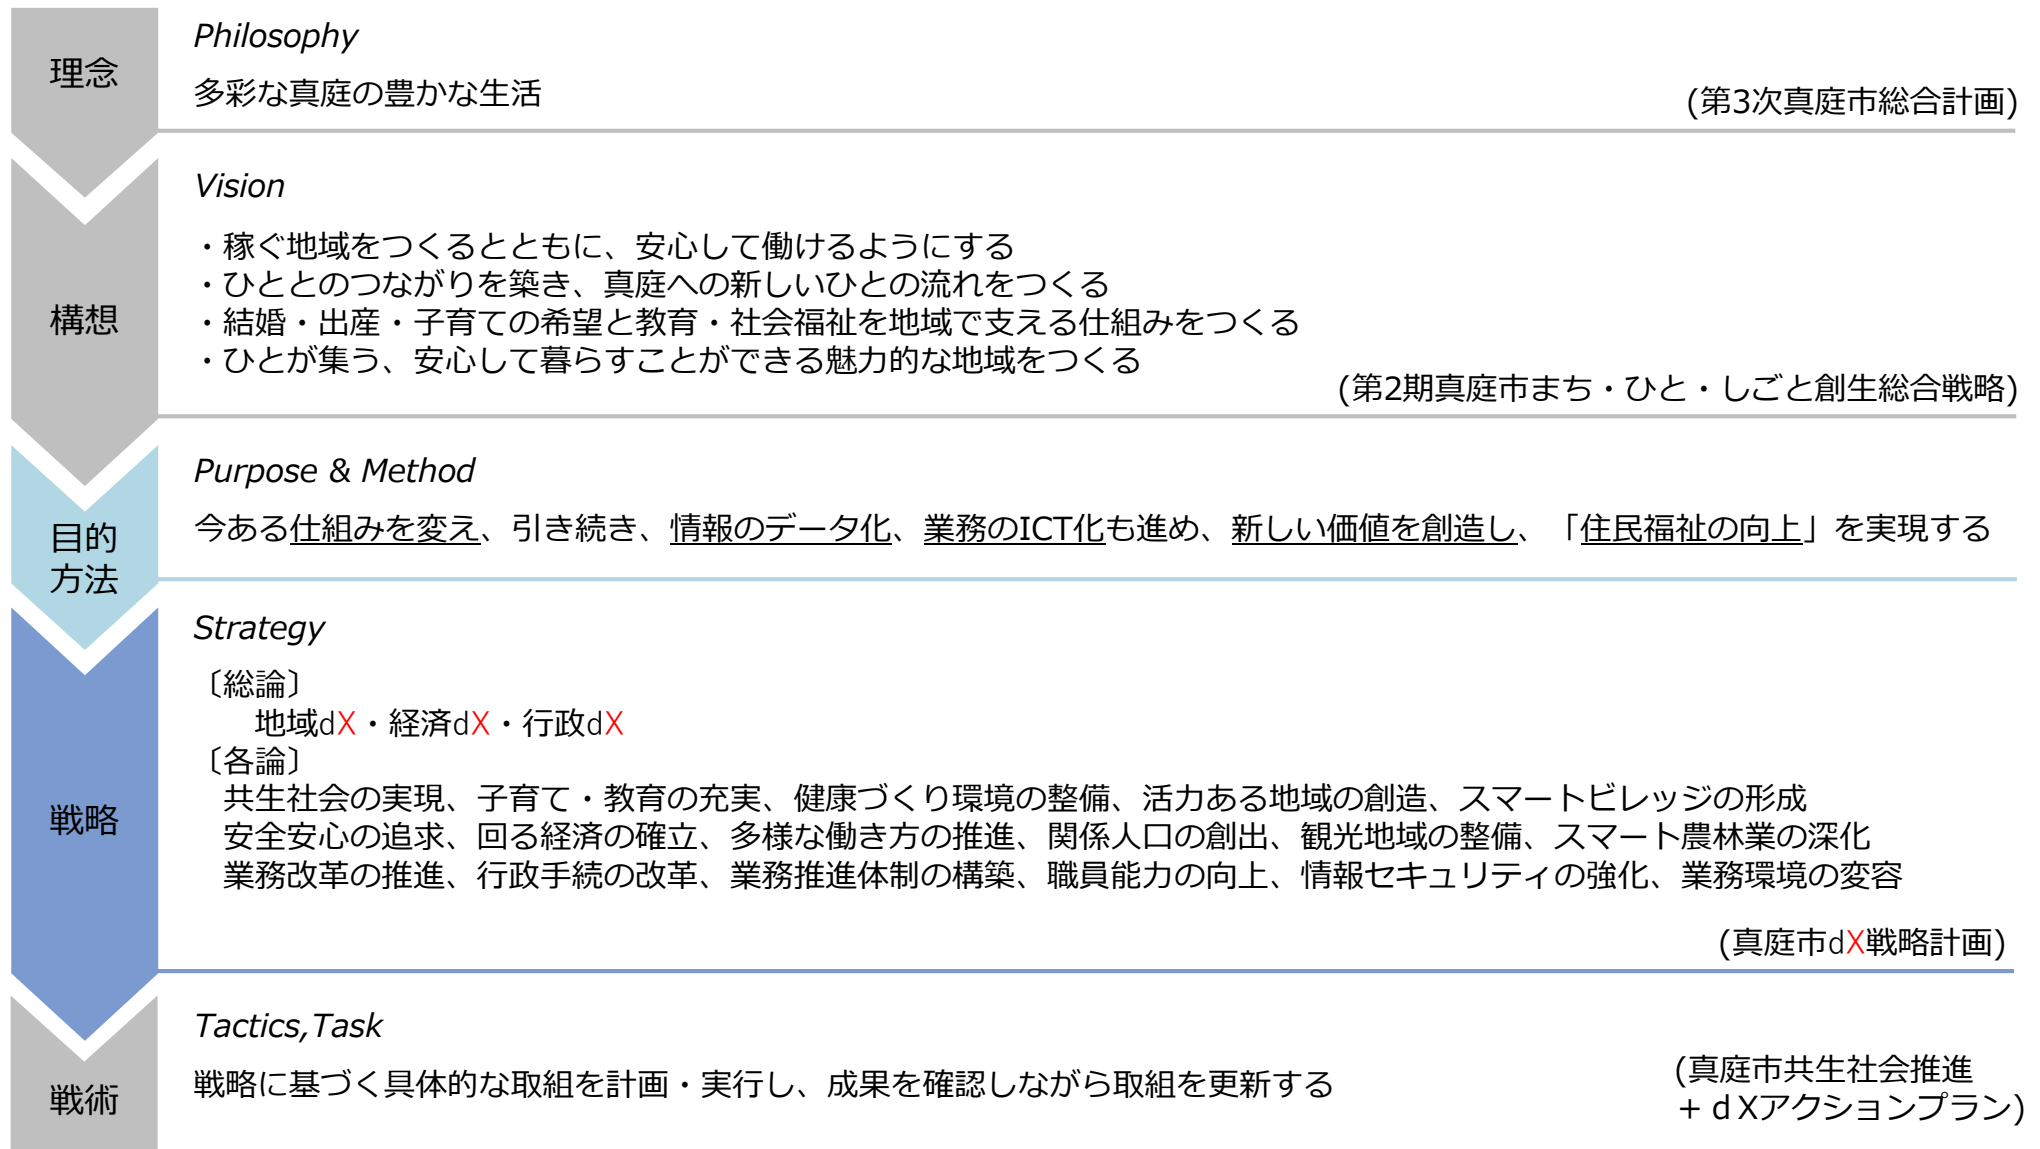 理念
Philosophy
多彩な真庭の豊かな生活
(第3次真庭市総合計画)
構想
Vision
・稼ぐ地域をつくるとともに、安心して働けるようにする
・ひととのつながりを築き、真庭への新しいひとの流れをつくる
・結婚・出産・子育ての希望と教育・社会福祉を地域で支える仕組みをつくる
・ひとが集う、安心して暮らすことができる魅力的な地域をつくる
(第2期真庭市まち・ひと・しごと創生総合戦略)
目的
方法
Purpose & Method
今ある仕組みを変え、引き続き、情報のデータ化、業務のICT化も進め、新しい価値を創造し、「住民福祉の向上」を実現する
戦略
Strategy
〔総論〕
地域dX・経済dX・行政dX
〔各論〕
共生社会の実現、子育て・教育の充実、健康づくり環境の整備、活力ある地域の創造、スマートビレッジの形成
安全安心の追求、回る経済の確立、多様な働き方の推進、関係人口の創出、観光地域の整備、スマート農林業の深化
業務改革の推進、行政手続の改革、業務推進体制の構築、職員能力の向上、情報セキュリティの強化、業務環境の変容
(真庭市dX戦略計画)
戦術
Tactics,Task
戦略に基づく具体的な取組を計画・実行し、成果を確認しながら取組を更新する
(真庭市共生社会推進
+ｄXアクションプラン)